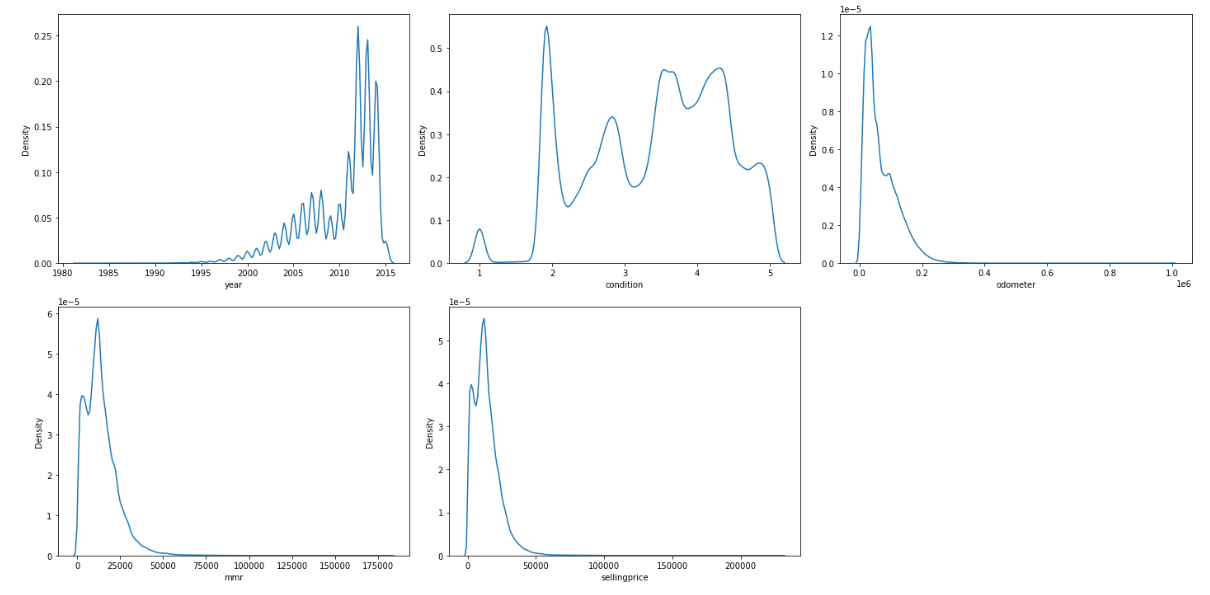 0.25
0.20
0.15
0.10
0.05
0.00
Density
1980 1985 1990 1995 2000 2005 2010 2015
year
0.5
0.4
0.3
0.2
0.1
0.0
Density
1 2 3 4 5
condition
1e−5
1.2
1.0
0.8
0.6
0.4
0.2
0.0
Density
0.0 0.2 0.4 0.6 0.8 1.0
1e6
odometer
1e−5
6
5
4
3
2
1
0
Density
0 25000 50000 75000 100000 125000 150000 175000
mmr
1e−5
5
4
3
2
1
0
Density
0 50000 100000 150000 200000
sellingprice